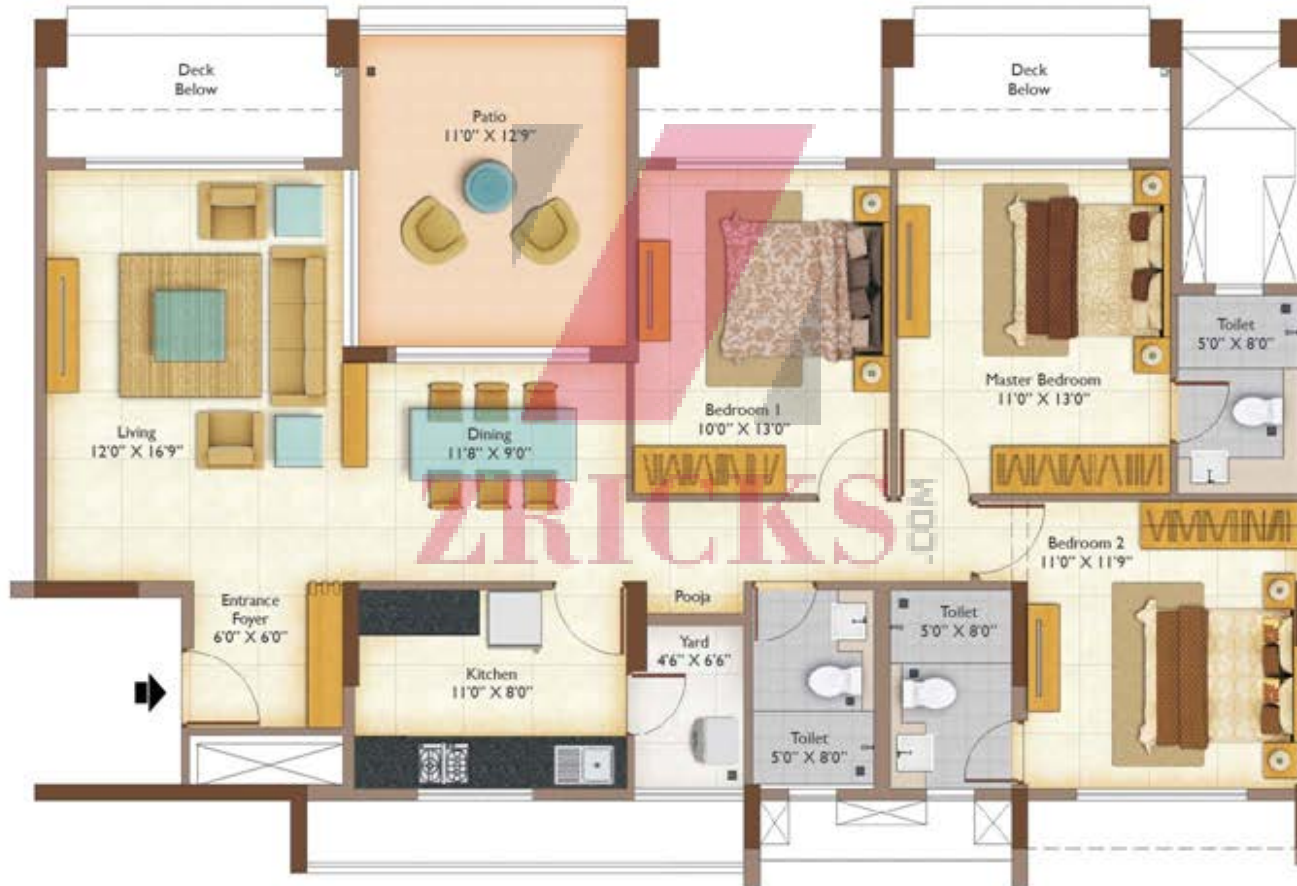 Deck
Below
Patio
11'0" X 12'9"
Deck
Below
Toilet
5'0" X 8'0"
Living
12'0" X 16'9"
Dining
11'8" X 9'0"
Bedroom 1
10'0" X 13'0"
Master Bedroom
11'0" X 13'0"
ZRICKS
.COM
Bedroom 2
11'0" X 11'9"
Entrance
Foyer
6'0" X 6'0"
Pooja
Toilet
5'0" X 8'0"
Yard
4'6" X 6'6"
Kitchen
11'0" X 8'0"
Toilet
5'0" X 8'0"